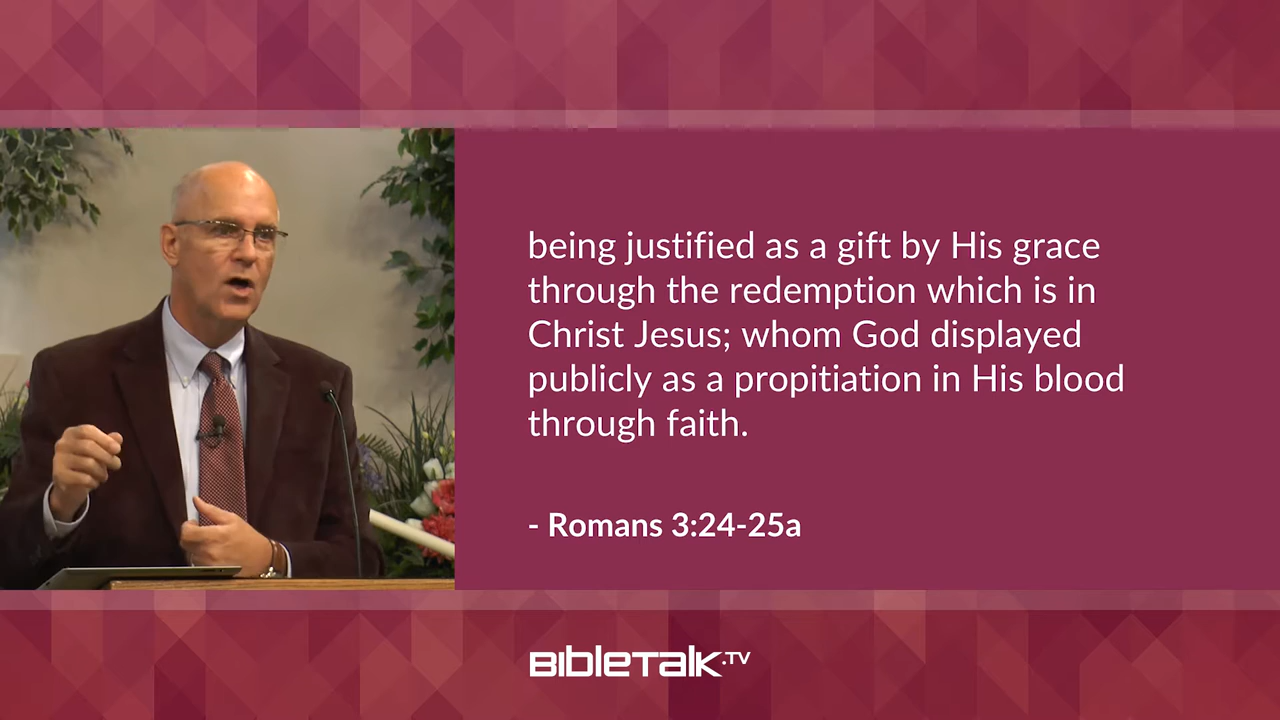 being justified as a gift by His grace
through the redemption which is in
Christ Jesus; whom God displayed
publicly as a propitiation in His blood
through faith.
- Romans 3:24-25a
BIBLETALK.TV